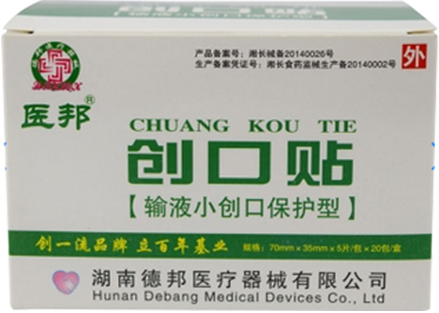 产品备案号：湘长械备20140026号
生产备案凭证号：湘长食药监械生产备20140002号
外
医邦®
CHUANG KOU TIE
创口贴
【输液小创口保护型】
创一流品牌 立百年基业
规格：70mm×35mm×5片/包×20包/盒
湖南德邦医疗器械有限公司
Hunan Debang Medical Devices Co., Ltd